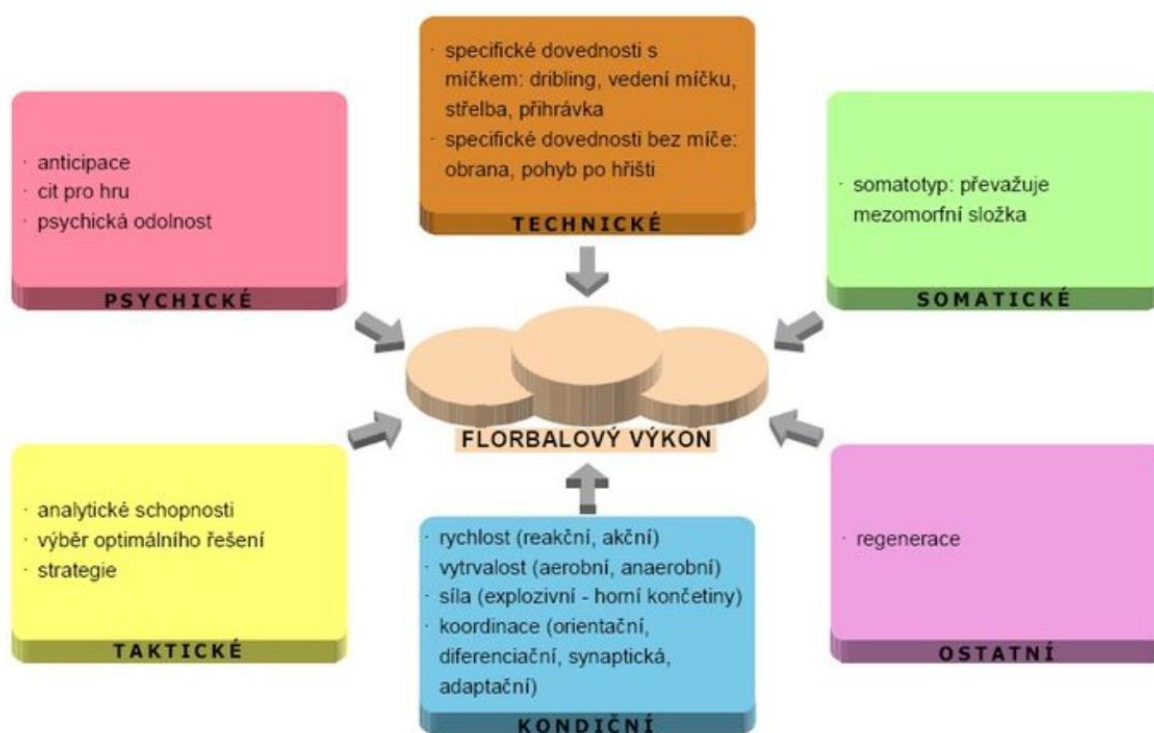 · specifické dovednosti s
míčkem: dribling, vedení míčku,
střelba, přihrávka
· specifické dovednosti bez míče:
obrana, pohyb po hřišti
TECHNICKÉ
· anticipace
· cit pro hru
· psychická odolnost
PSYCHICKÉ
· somatotyp: převažuje
mezomorfní složka
SOMATICKÉ
FLORBALOVÝ VÝKON
· analytické schopnosti
· výběr optimálního řešení
· strategie
TAKTICKÉ
· rychlost (reakční, akční)
· vytrvalost (aerobní, anaerobní)
· síla (explozivní - horní končetiny)
· koordinace (orientační,
diferenciační, synaptická,
adaptační)
KONDIČNÍ
· regenerace
OSTATNÍ